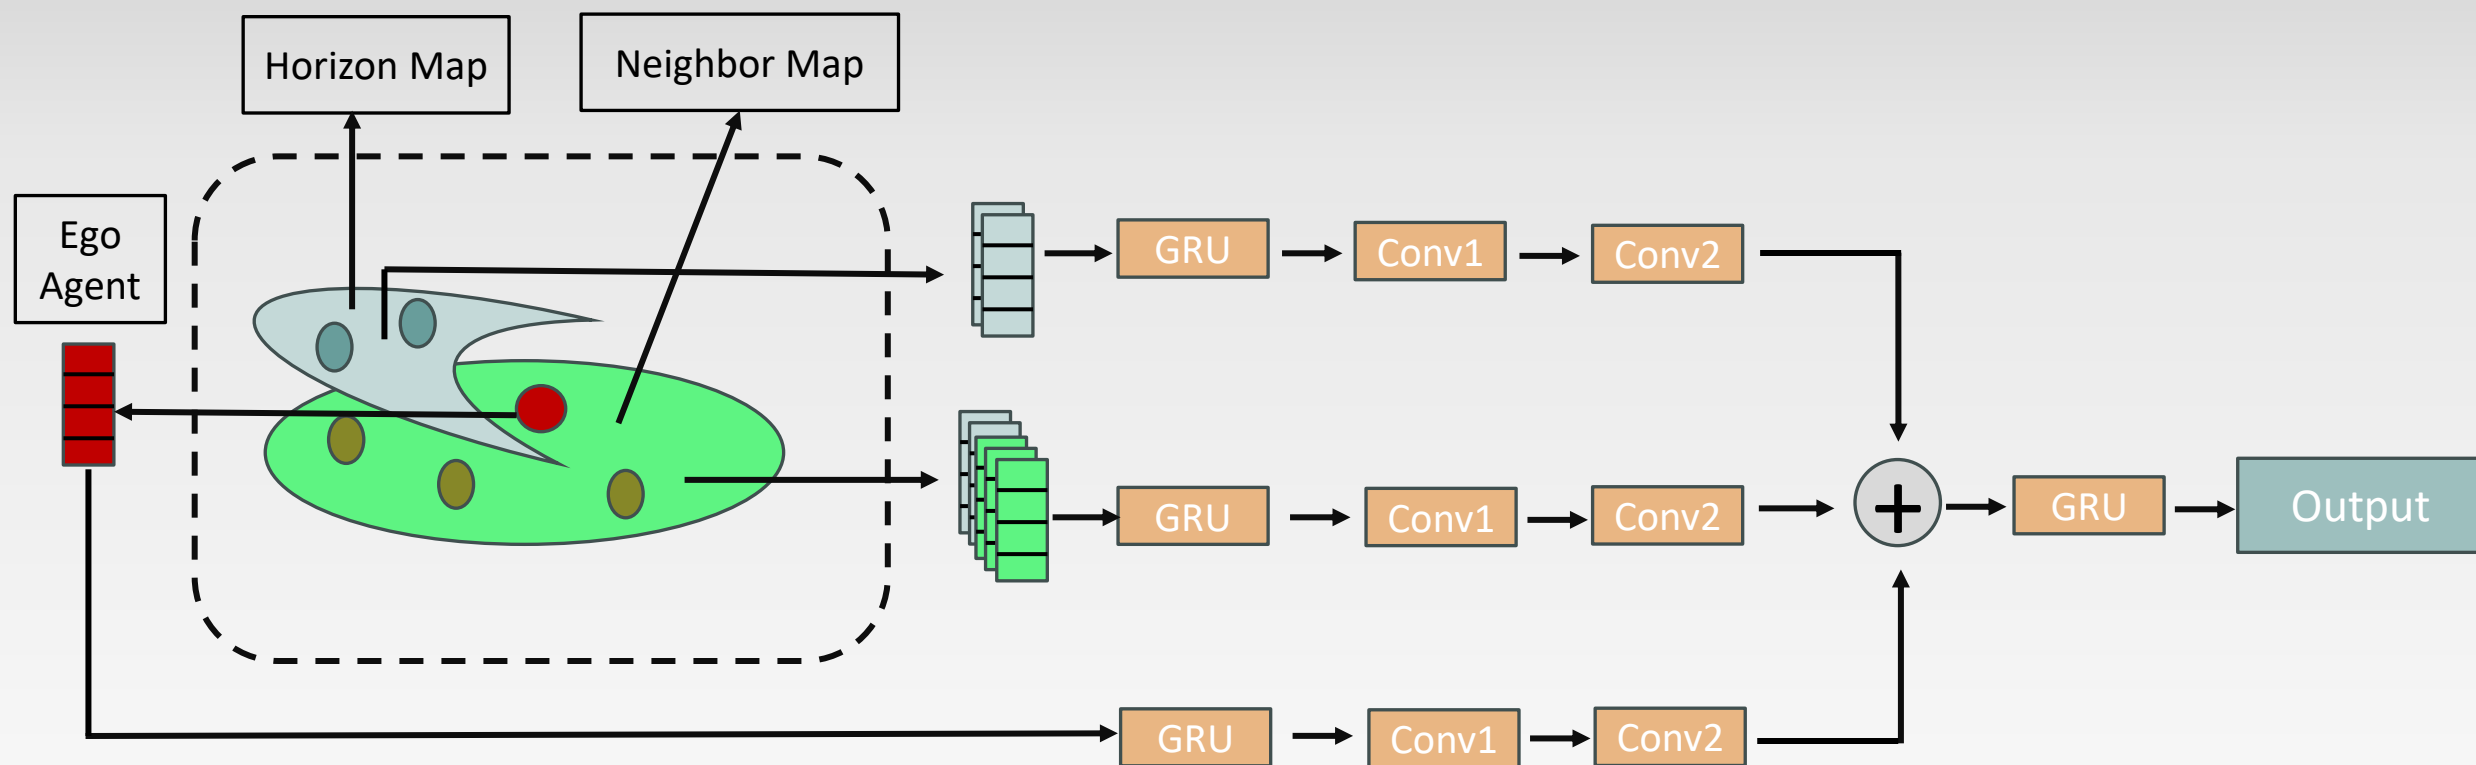 Horizon Map
Neighbor Map
Ego
Agent
GRU
Conv1
Conv2
GRU
Conv1
Conv2
+
GRU
Output
GRU
Conv1
Conv2